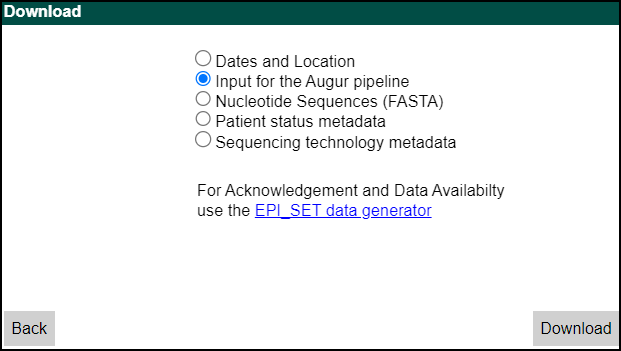 Download
Dates and Location
Input for the Augur pipeline
Nucleotide Sequences (FASTA)
Patient status metadata
Sequencing technology metadata
For Acknowledgement and Data Availabilty
use the EPI_SET data generator
Back
Download